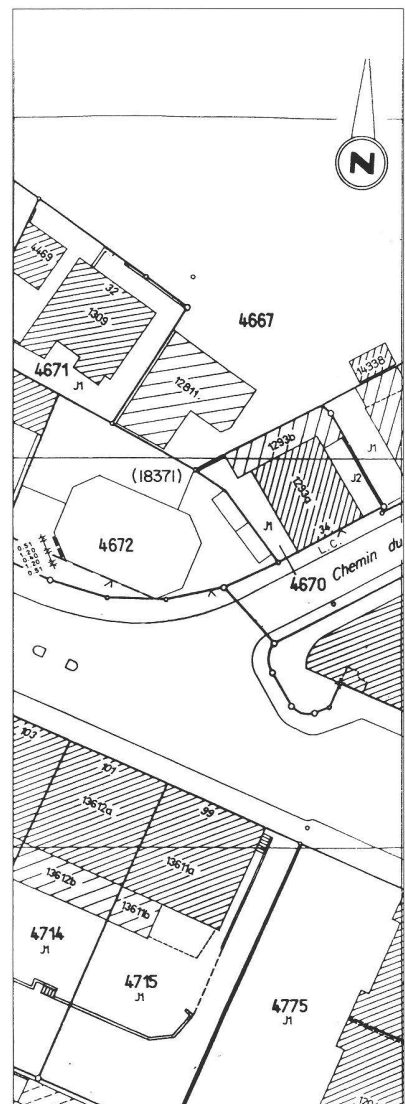 N
4469
32
1309
4667
4671
J1
12811
14338
1293b
J1
(18371)
1293a
J2
J1
34
L.C.
4672
4670
Chemin du
103
101
99
13612a
13611a
13612b
13611b
4714
J1
4715
J1
4775
J1